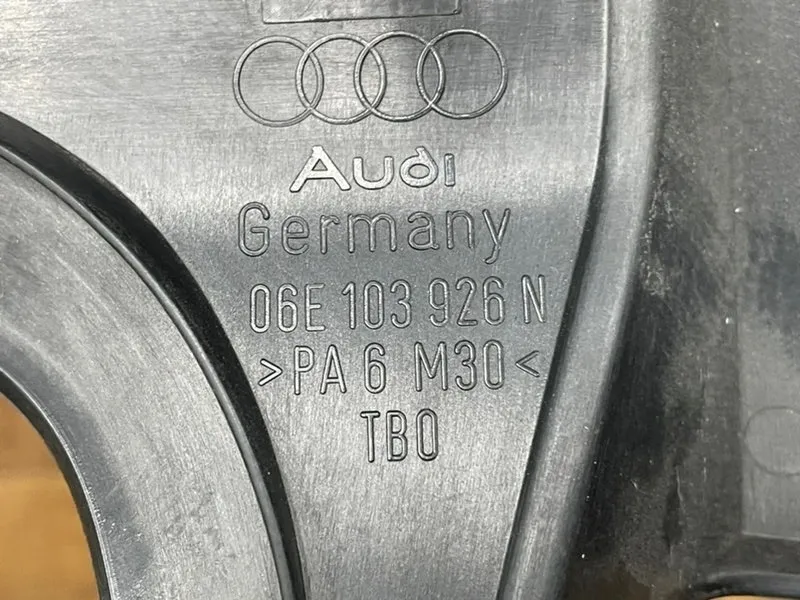 Audi
Germany
06E 103 926 N
>PA 6 M30<
TBO